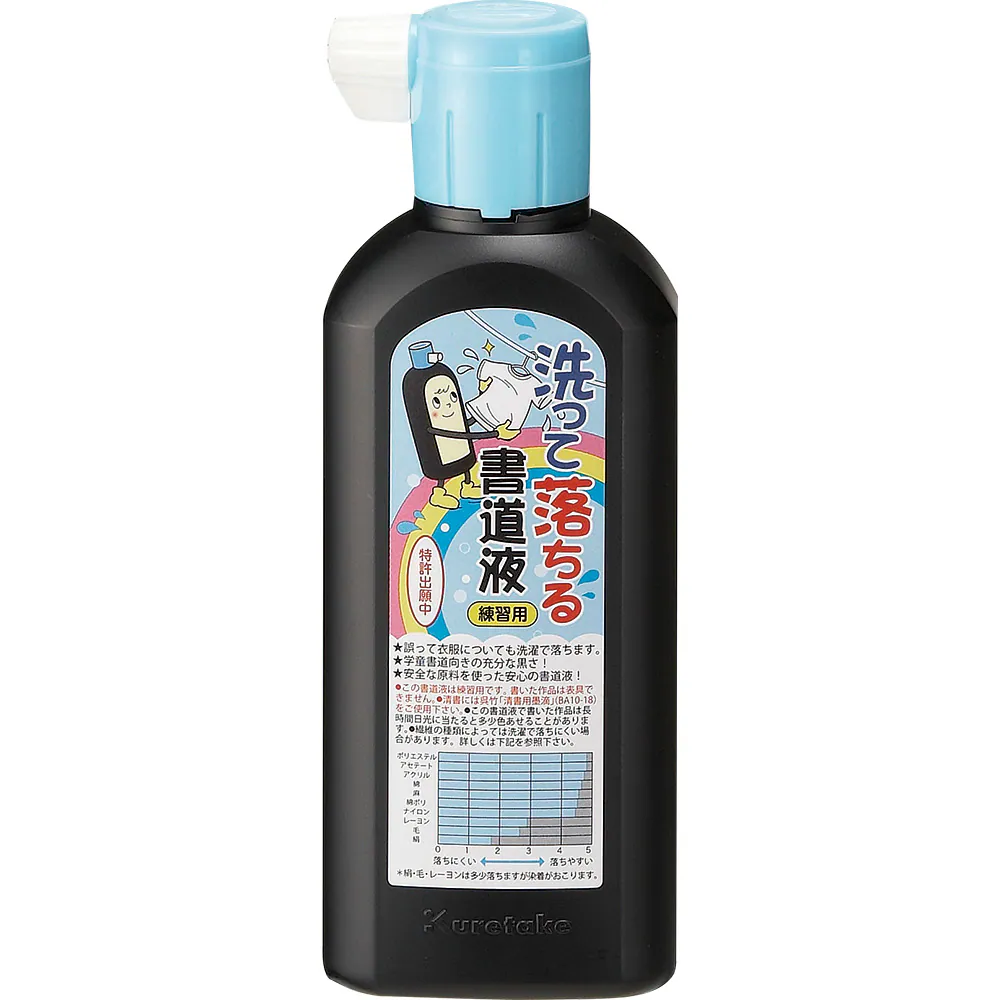 洗って落ちる
書道液
練習用
特許出願中
★誤って衣服についても洗濯で落ちます。
★学童書道向きの充分な黒さ！
★安全な原料を使った安心の書道液！
●この書道液は練習用です。書いた作品は表具で
きません。●清書には呉竹「清書用墨滴」(BA10-18)
をご使用下さい。●この書道液で書いた作品は長
時間日光に当たると多少色あせることがありま
す。●繊維の種類によっては洗濯で落ちにくい場
合があります。詳しくは下記を参照下さい。
ポリエステル
アセテート
アクリル
綿
麻
綿ポリ
ナイロン
レーヨン
毛
絹
0 1 2 3 4 5
落ちにくい 落ちやすい
＊絹・毛・レーヨンは多少落ちますが染着がおこります。
Kuretake